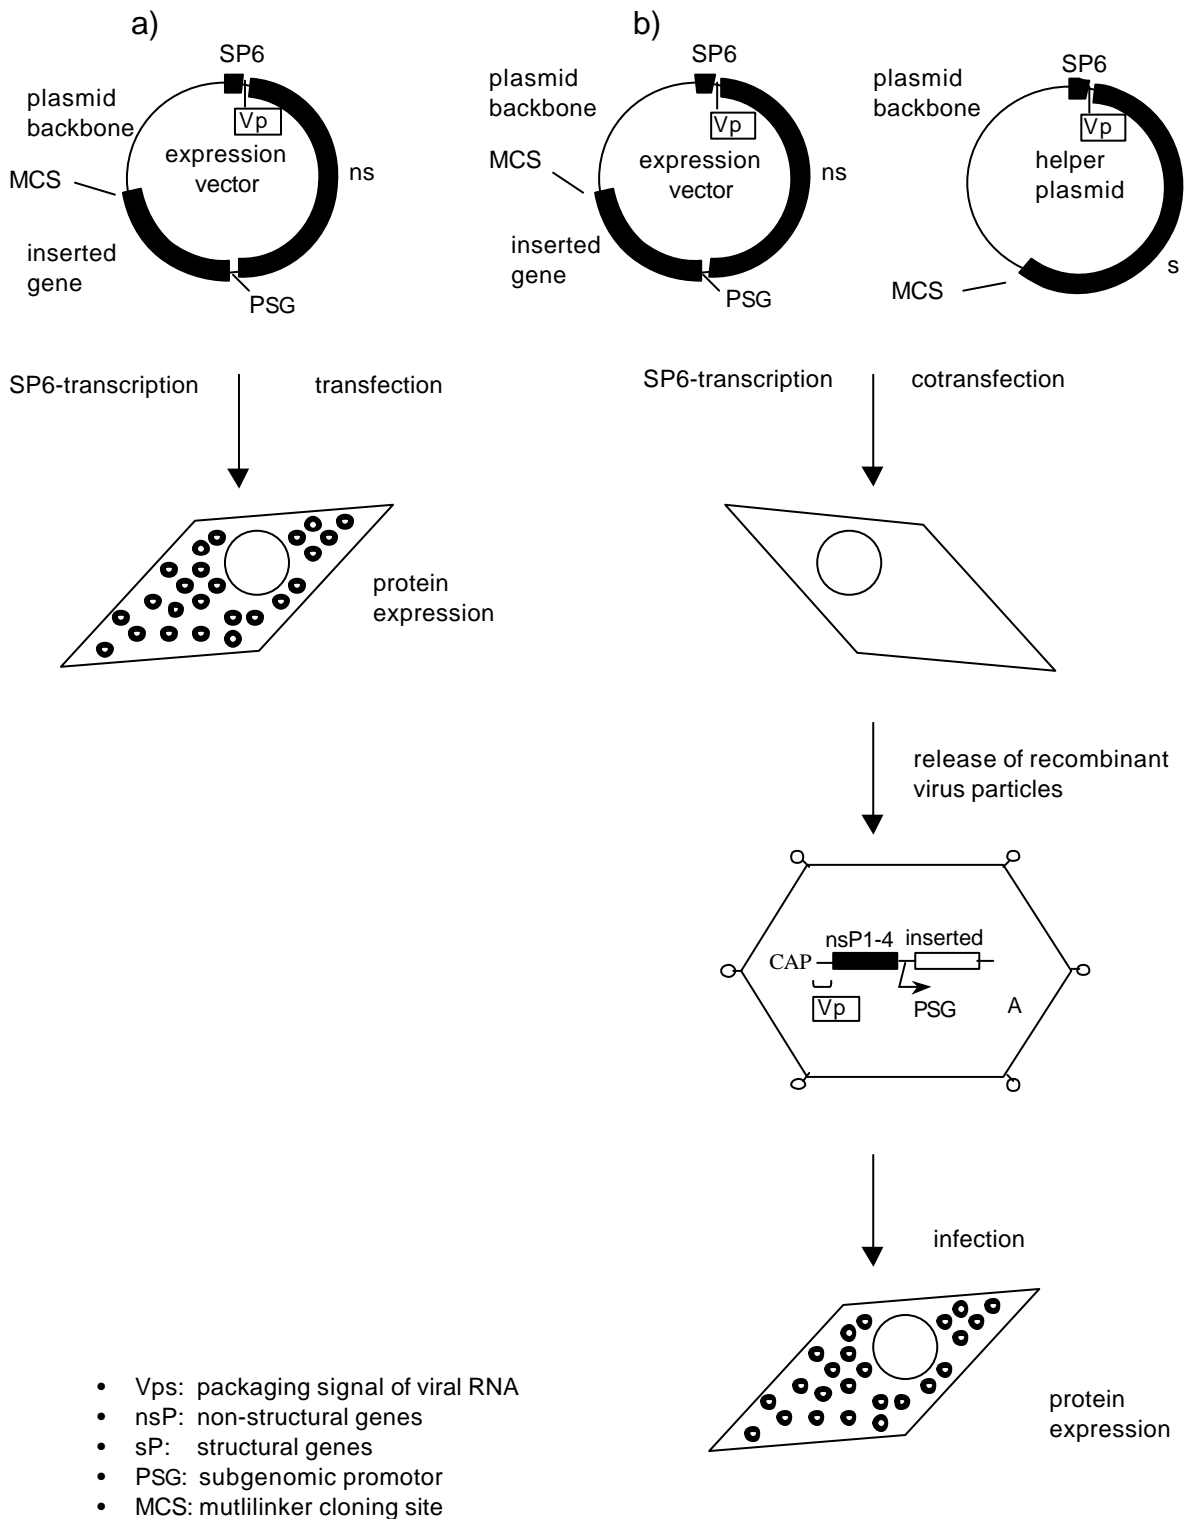 a)
SP6
plasmid
backbone
Vp
expression
vector
MCS
ns
inserted
gene
PSG
SP6-transcription
transfection
protein
expression
b)
SP6
plasmid
backbone
Vp
expression
vector
MCS
ns
inserted
gene
PSG
SP6
plasmid
backbone
Vp
helper
plasmid
s
MCS
SP6-transcription
cotransfection
release of recombinant
virus particles
nsP1-4
inserted
CAP
Vp
PSG
A
infection
protein
expression
• Vps: packaging signal of viral RNA
• nsP: non-structural genes
• sP: structural genes
• PSG: subgenomic promotor
• MCS: mutlilinker cloning site